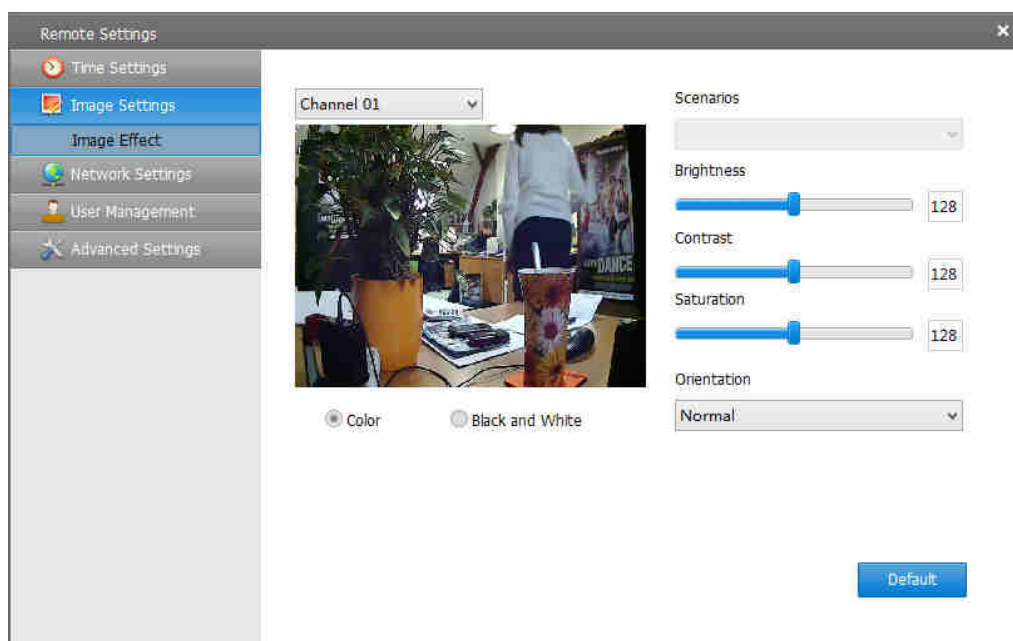 Remote Settings
Time Settings
Image Settings
Image Effect
Network Settings
User Management
Advanced Settings
Channel 01
DANCE
Color
Black and White
Scenarios
Brightness
128
Contrast
128
Saturation
128
Orientation
Normal
Default